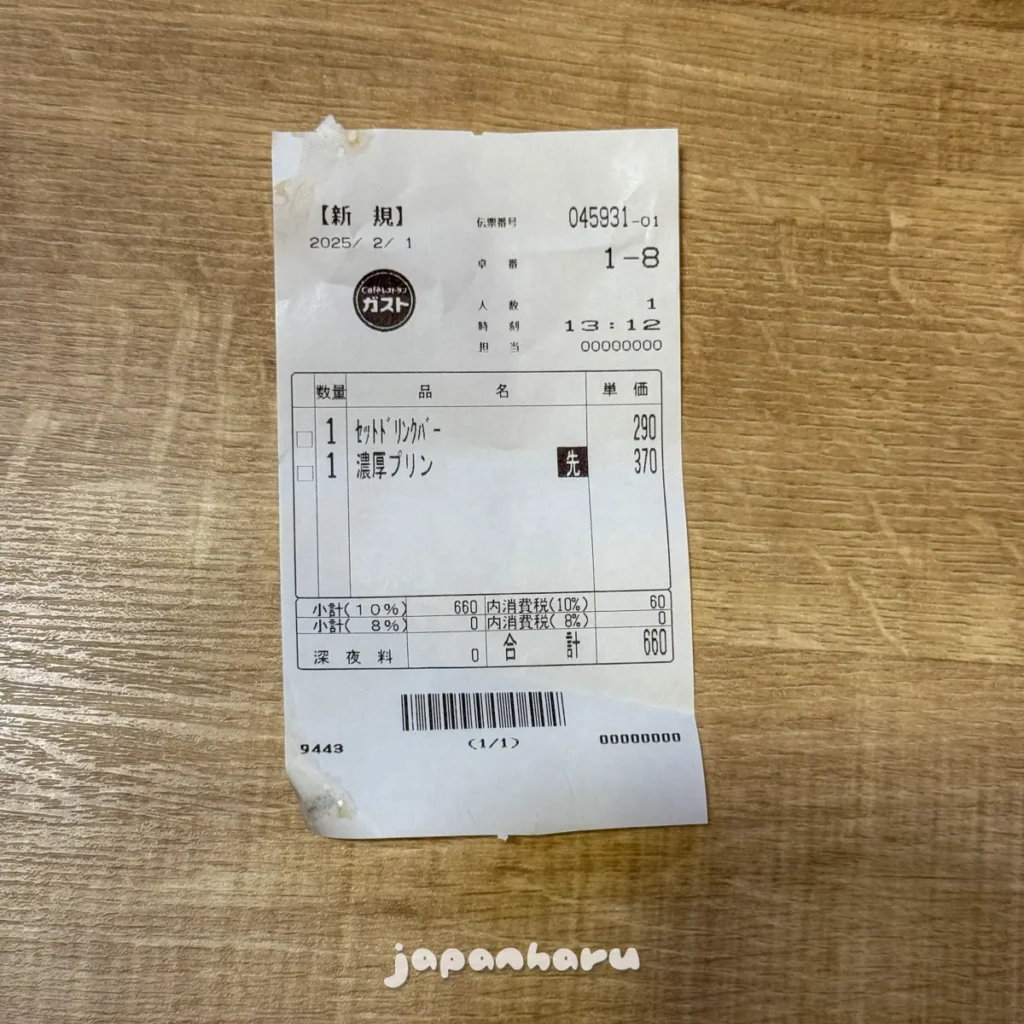 【新 規】 伝票番号 045931-01
2025/ 2/ 1
卓 番 1-8
Caféレストラン
ガスト
人 数 1
時 刻 13:12
担 当 00000000
数量 品 名 単 価
1 ｾｯﾄﾄﾞﾘﾝｸﾊﾞｰ 290
1 濃厚プリン 先 370
小計(10%) 660 内消費税(10%) 60
小計( 8%) 0 内消費税( 8%) 0
深 夜 料 0 合 計 660
9443 (1/1) 00000000
japanharu